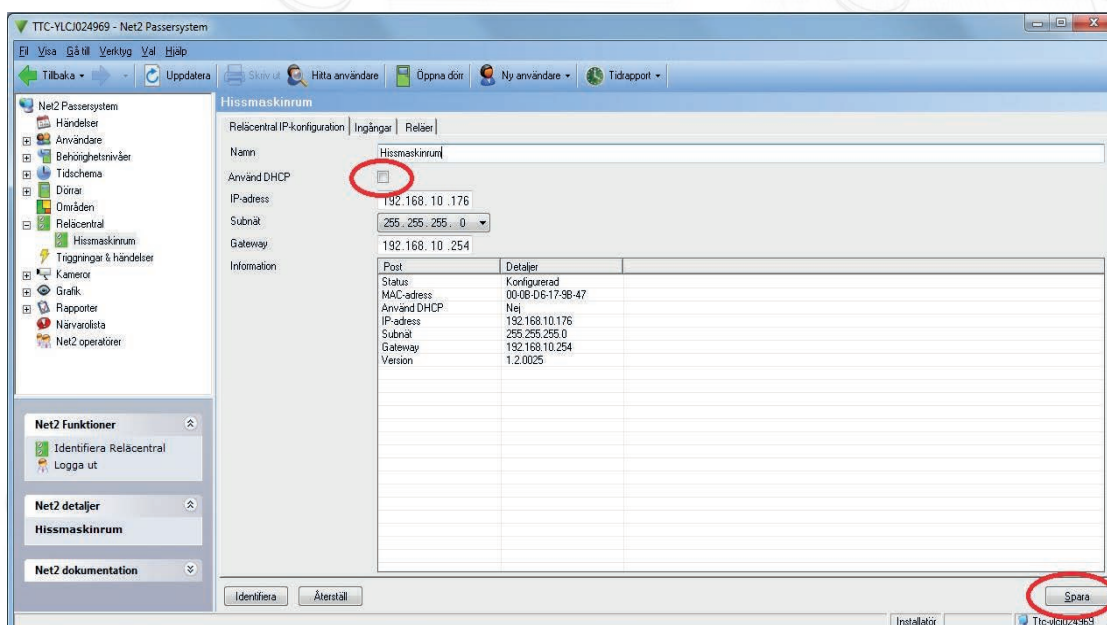 TTC-YLCJ024969 - Net2 Passersystem
Fil Visa Gå till Verktyg Val Hjälp
Tillbaka Uppdatera Skriv ut Hitta användare Öppna dörr Ny användare Tidrapport
Net2 Passersystem
Händelser
Användare
Behörighetsnivåer
Tidschema
Dörrar
Områden
Reläcentral
Hissmaskinrum
Triggningar & händelser
Kameror
Grafik
Rapporter
Närvarolista
Net2 operatörer
Net2 Funktioner
Identifiera Reläcentral
Logga ut
Net2 detaljer
Hissmaskinrum
Net2 dokumentation
Hissmaskinrum
Reläcentral IP-konfiguration Ingångar Reläer
Namn Hissmaskinrum
Använd DHCP
IP-adress 192.168. 10 .176
Subnät 255. 255. 255. 0
Gateway 192.168. 10 .254
Information
Post Detaljer
Status Konfigurerad
MAC-adress 00-0B-D6-17-9B-47
Använd DHCP Nej
IP-adress 192.168.10.176
Subnät 255.255.255.0
Gateway 192.168.10.254
Version 1.2.0025
Identifiera Återställ Spara
Installatör Ttc-ylcj024969